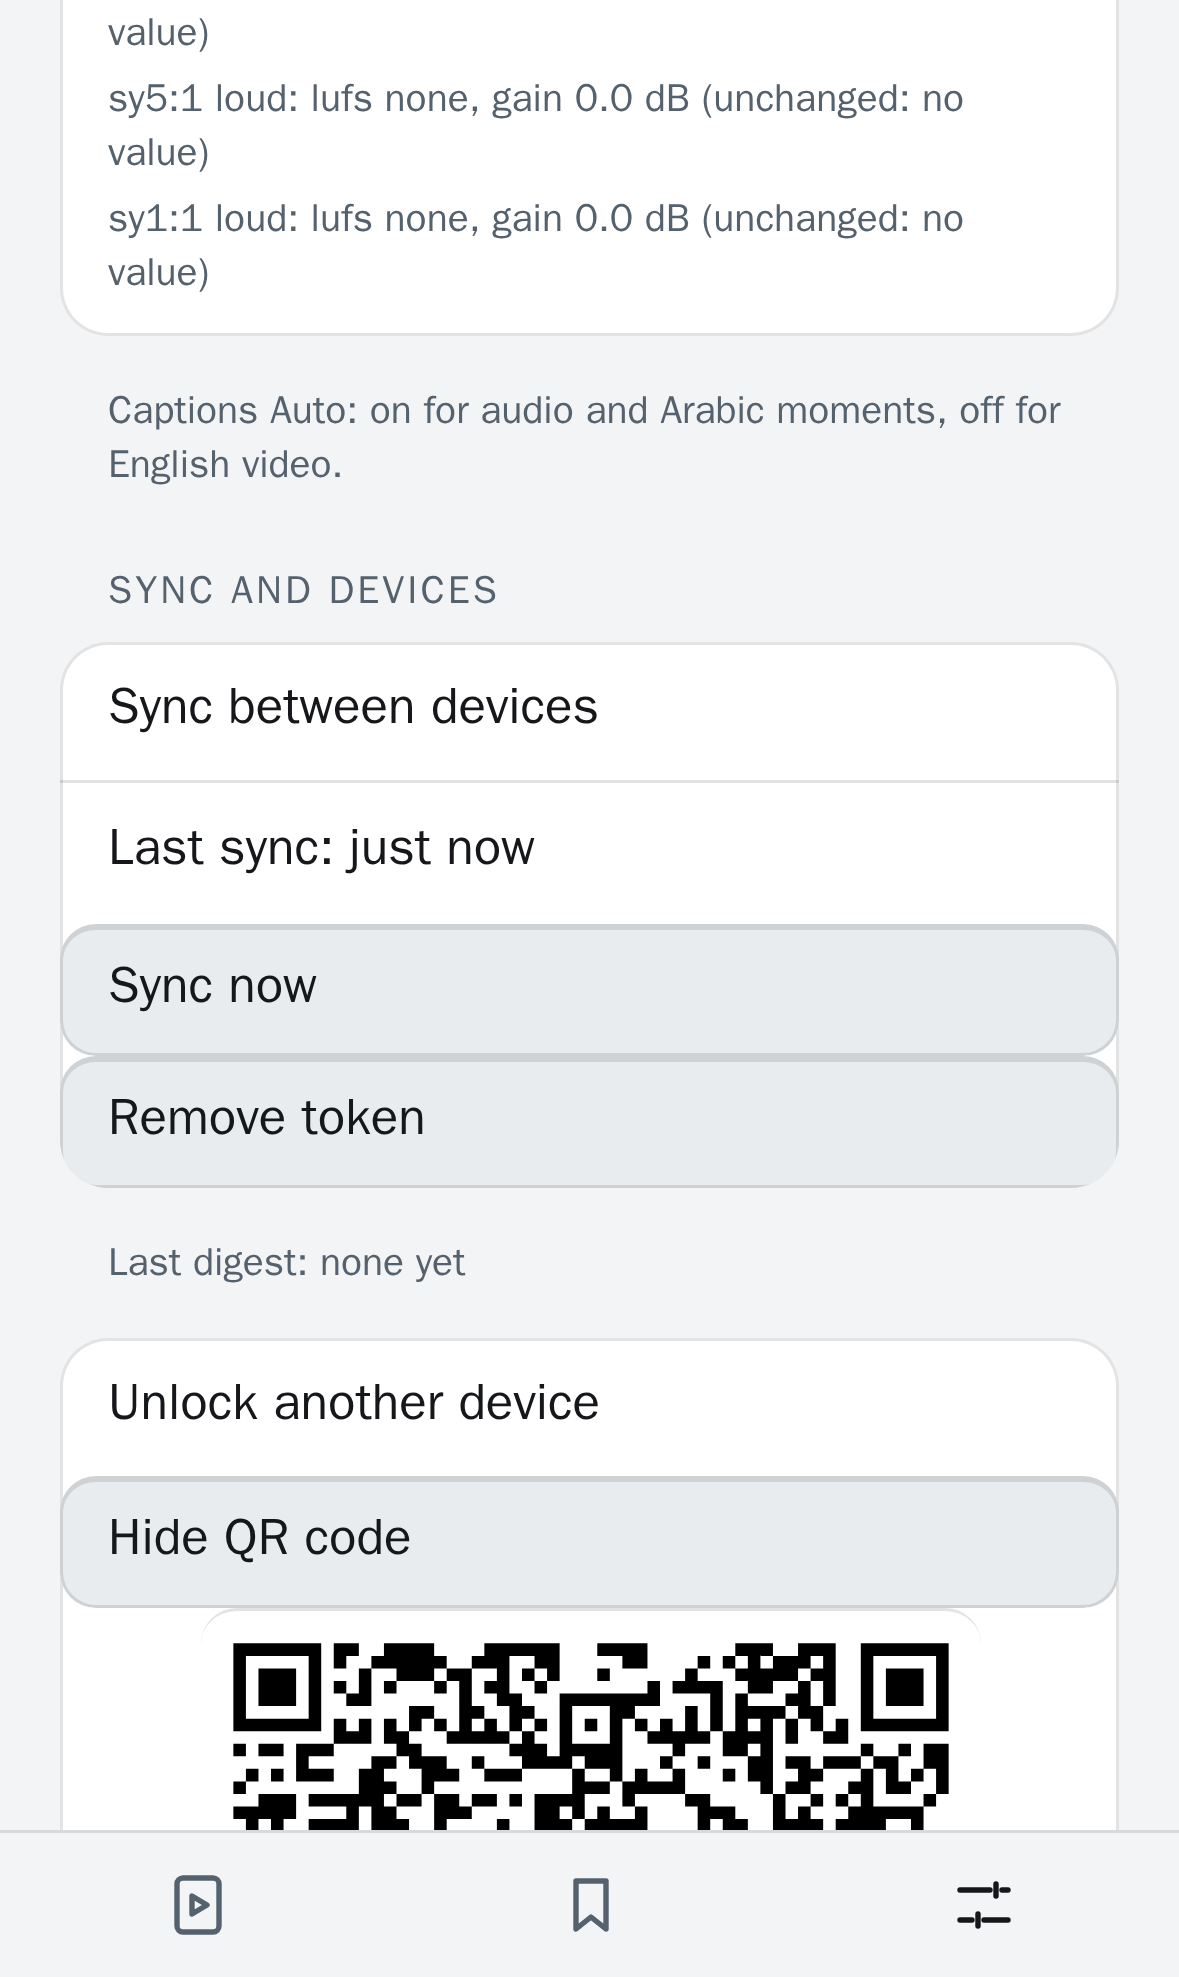 value)
sy5:1 loud: lufs none, gain 0.0 dB (unchanged: no
value)
sy1:1 loud: lufs none, gain 0.0 dB (unchanged: no
value)
Captions Auto: on for audio and Arabic moments, off for
English video.
SYNC AND DEVICES
Sync between devices
Last sync: just now
Sync now
Remove token
Last digest: none yet
Unlock another device
Hide QR code